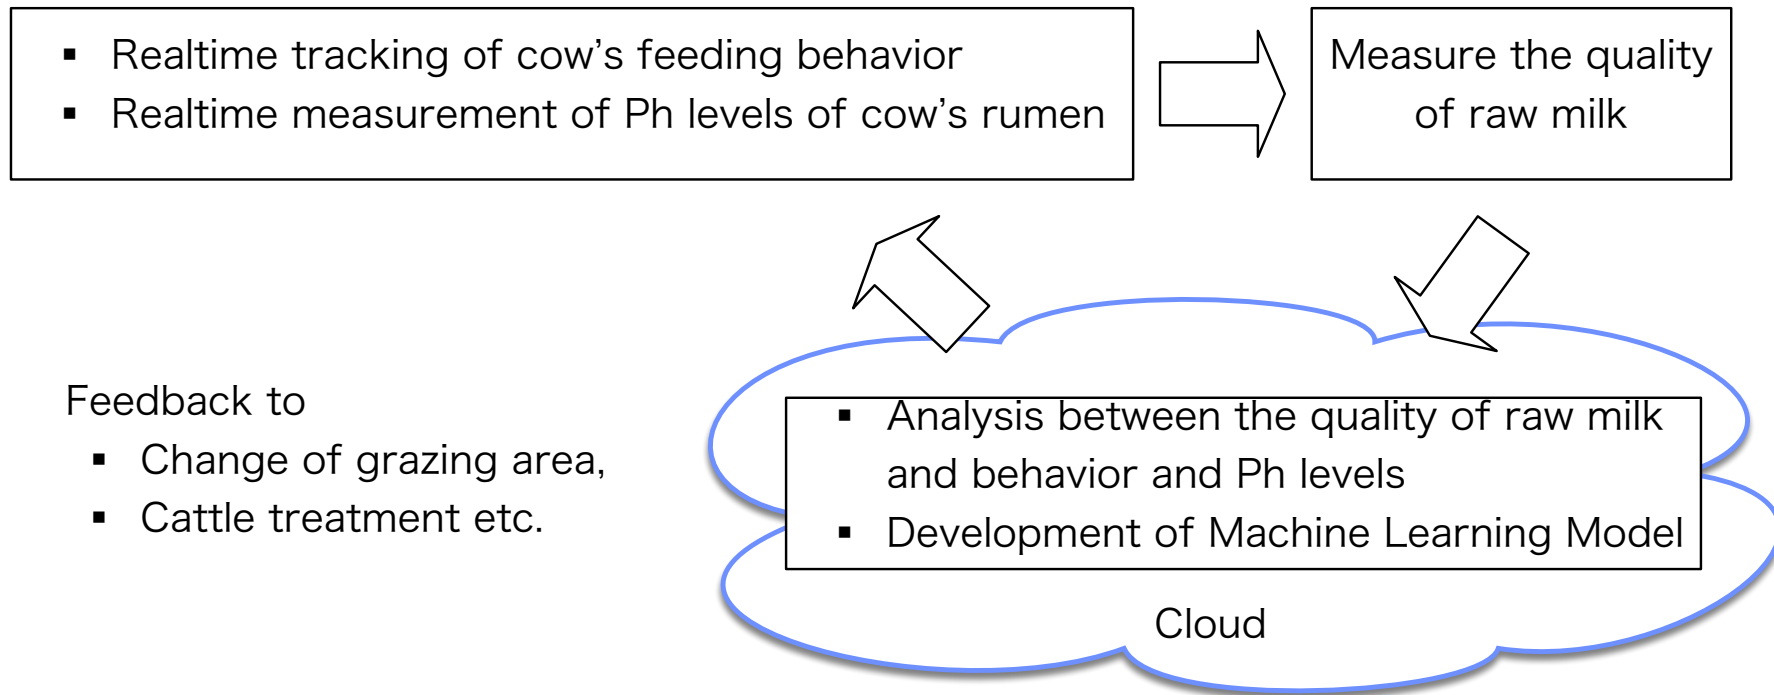 ▪ Realtime tracking of cow’s feeding behavior
▪ Realtime measurement of Ph levels of cow’s rumen
Measure the quality
of raw milk
Feedback to
▪ Change of grazing area,
▪ Cattle treatment etc.
▪ Analysis between the quality of raw milk
and behavior and Ph levels
▪ Development of Machine Learning Model
Cloud